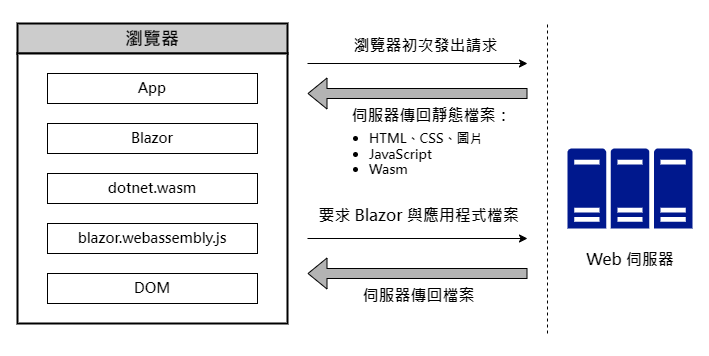 瀏覽器
App
Blazor
dotnet.wasm
blazor.webassembly.js
DOM
瀏覽器初次發出請求
伺服器傳回靜態檔案：
• HTML、CSS、圖片
• JavaScript
• Wasm
要求 Blazor 與應用程式檔案
伺服器傳回檔案
Web 伺服器